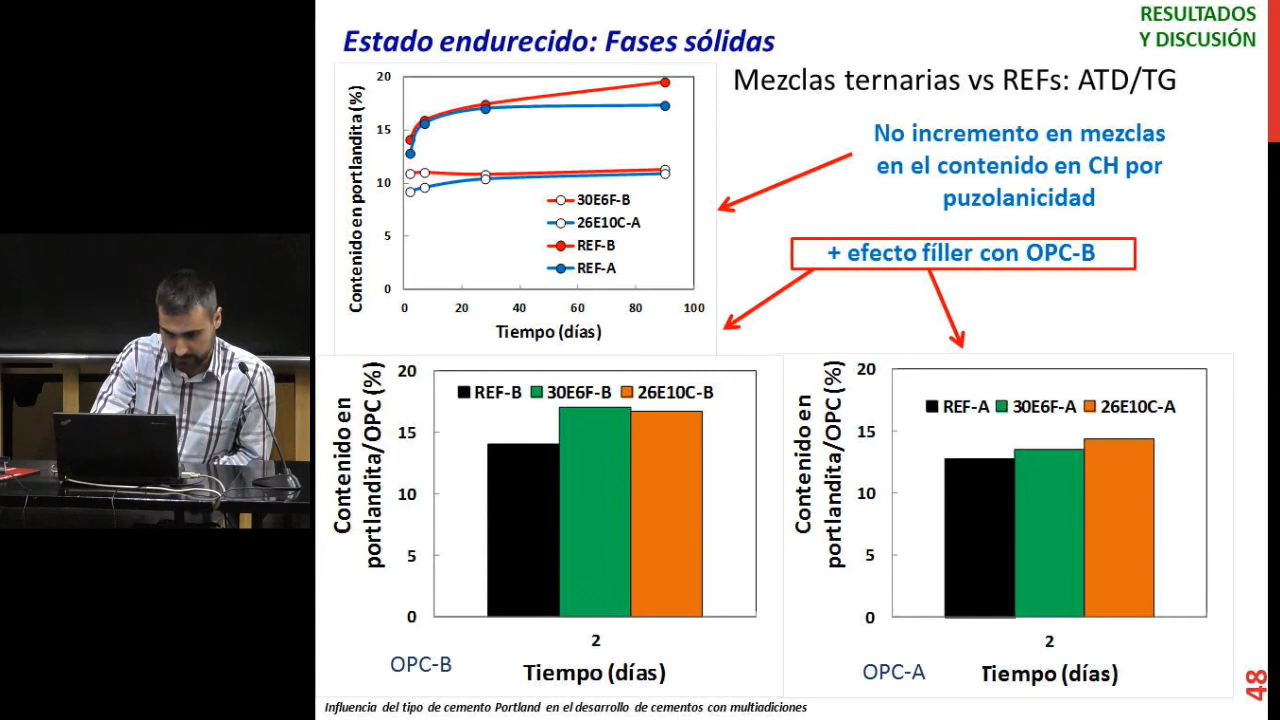 RESULTADOS
Y DISCUSIÓN
Estado endurecido: Fases sólidas
Mezclas ternarias vs REFs: ATD/TG
No incremento en mezclas
en el contenido en CH por
puzolanicidad
+ efecto fíller con OPC-B
Contenido en portlandita (%)
20
15
10
5
0
30E6F-B
26E10C-A
REF-B
REF-A
0 20 40 60 80 100
Tiempo (días)
Contenido en
portlandita/OPC (%)
20
15
10
5
0
REF-B 30E6F-B 26E10C-B
2
OPC-B
Tiempo (días)
Contenido en
portlandita/OPC (%)
20
15
10
5
0
REF-A 30E6F-A 26E10C-A
2
OPC-A
Tiempo (días)
48
Influencia del tipo de cemento Portland en el desarrollo de cementos con multiadiciones